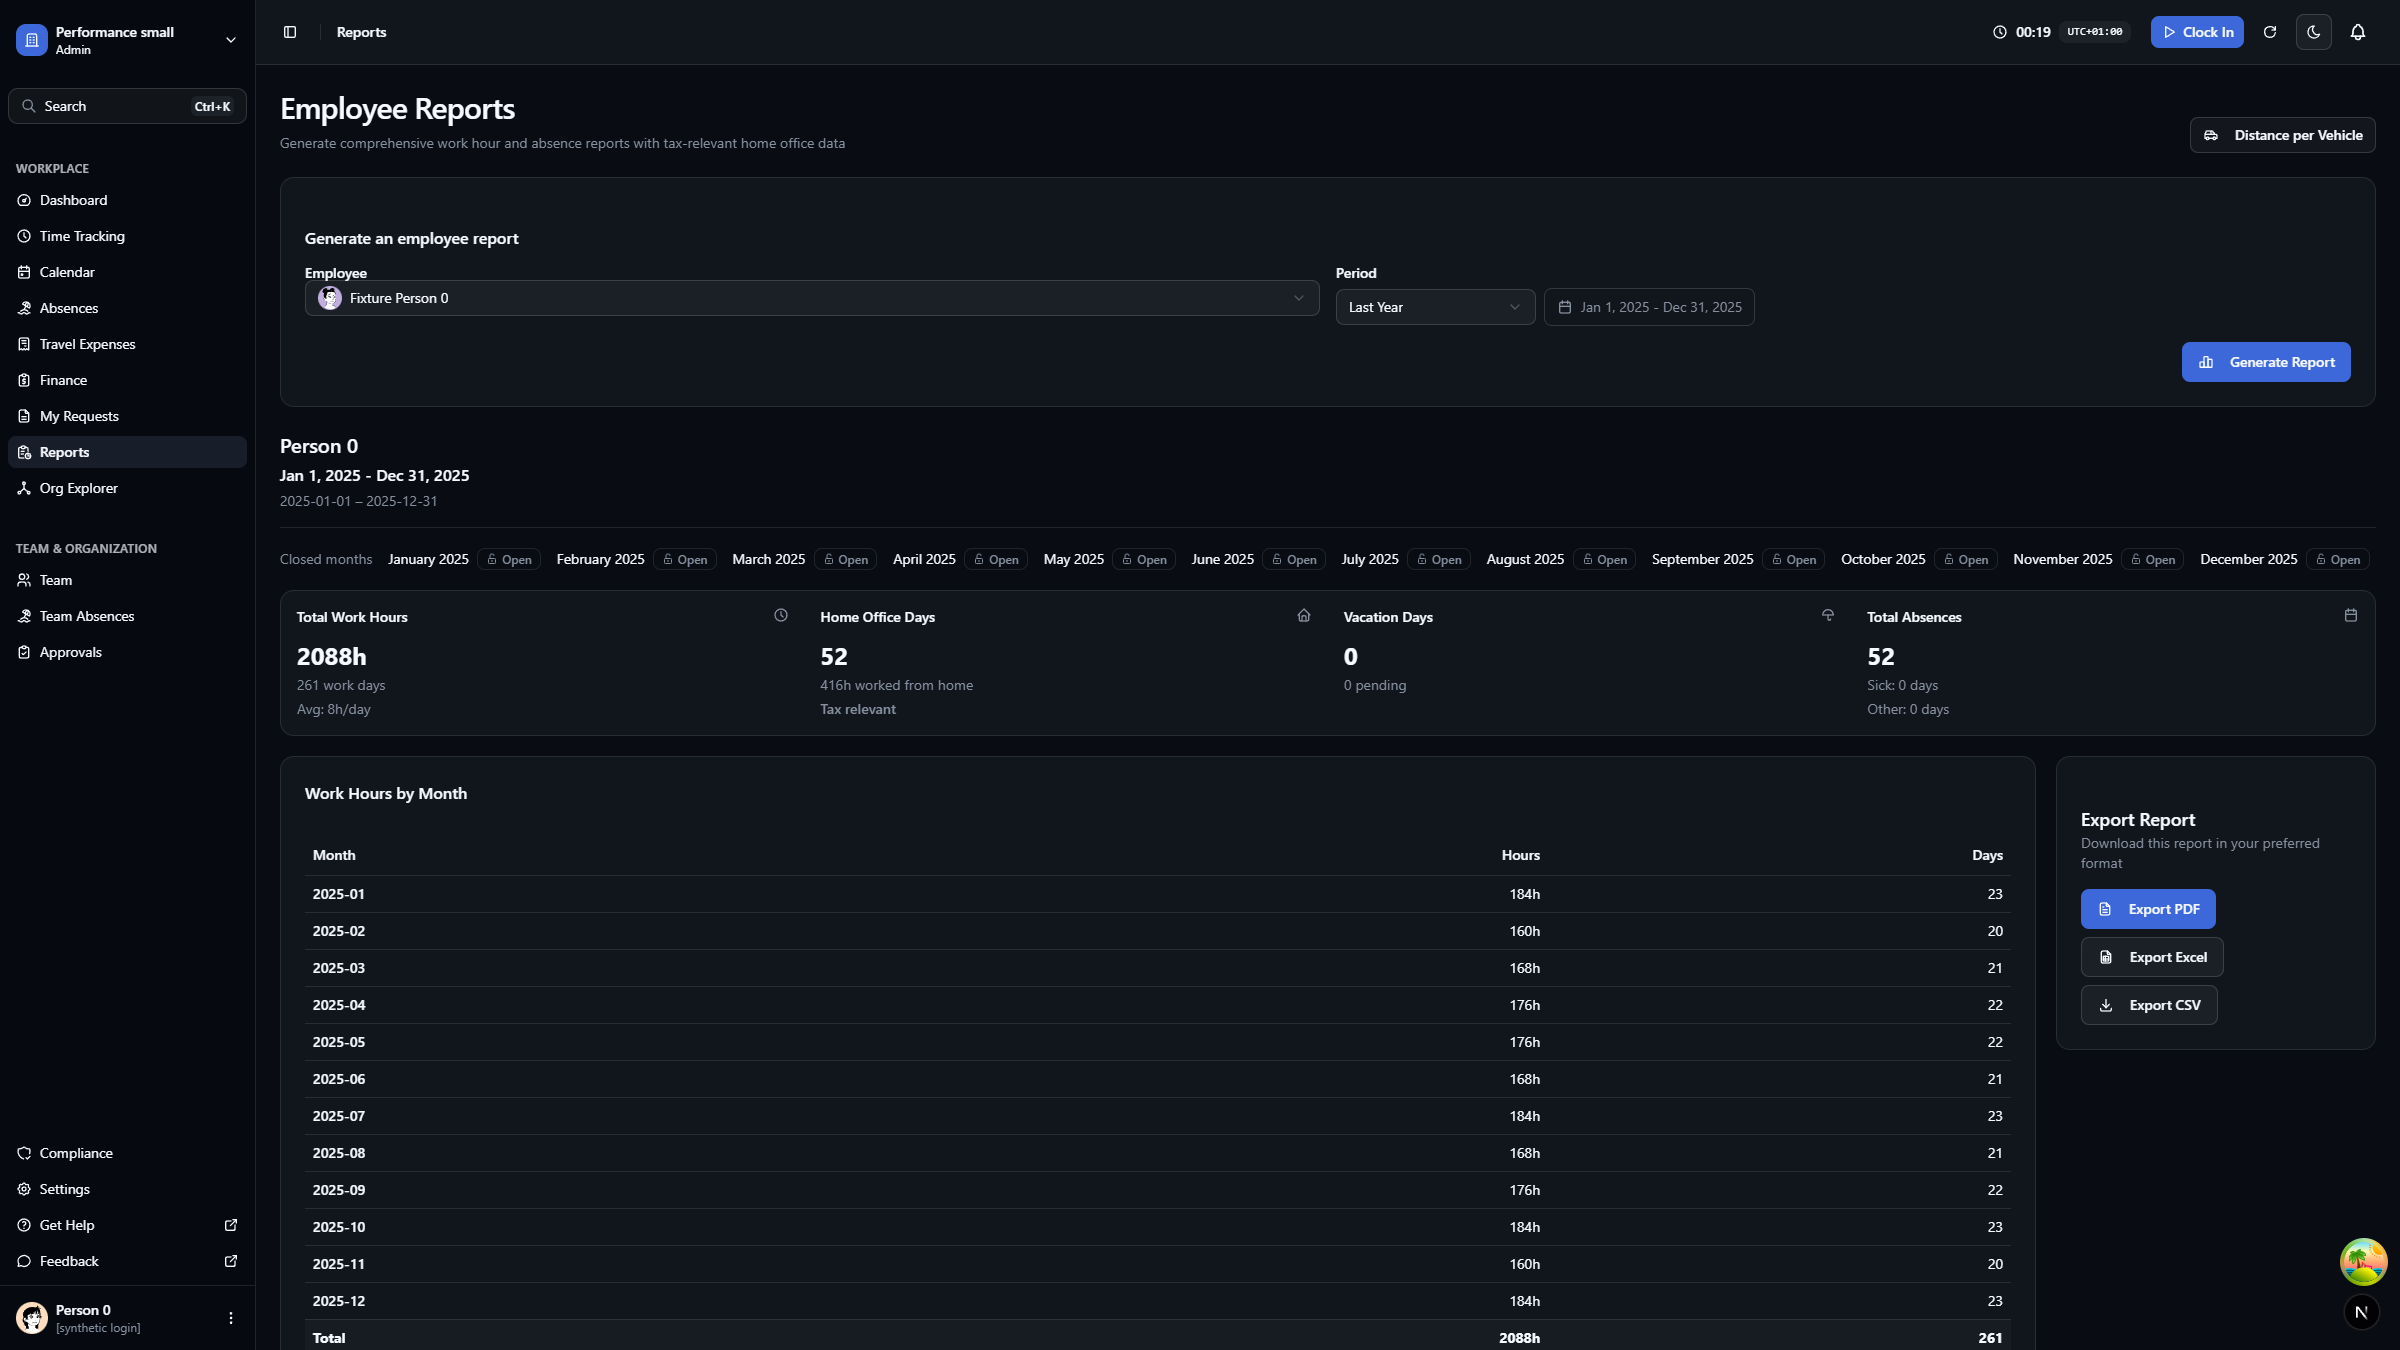 Performance small
Admin
Search
Ctrl+K
WORKPLACE
Dashboard
Time Tracking
Calendar
Absences
Travel Expenses
Finance
My Requests
Reports
Org Explorer
TEAM & ORGANIZATION
Team
Team Absences
Approvals
Compliance
Settings
Get Help
Feedback
Person 0
[synthetic login]
Reports
00:19
UTC+01:00
Clock In
Employee Reports
Generate comprehensive work hour and absence reports with tax-relevant home office data
Distance per Vehicle
Generate an employee report
Employee
Fixture Person 0
Period
Last Year
Jan 1, 2025 - Dec 31, 2025
Generate Report
Person 0
Jan 1, 2025 - Dec 31, 2025
2025-01-01 – 2025-12-31
Closed months January 2025 Open February 2025 Open March 2025 Open April 2025 Open May 2025 Open June 2025 Open July 2025 Open August 2025 Open September 2025 Open October 2025 Open November 2025 Open December 2025 Open
Total Work Hours
2088h
261 work days
Avg: 8h/day
Home Office Days
52
416h worked from home
Tax relevant
Vacation Days
0
0 pending
Total Absences
52
Sick: 0 days
Other: 0 days
Work Hours by Month
Month Hours Days
2025-01 184h 23
2025-02 160h 20
2025-03 168h 21
2025-04 176h 22
2025-05 176h 22
2025-06 168h 21
2025-07 184h 23
2025-08 168h 21
2025-09 176h 22
2025-10 184h 23
2025-11 160h 20
2025-12 184h 23
Total 2088h 261
Export Report
Download this report in your preferred
format
Export PDF
Export Excel
Export CSV
N